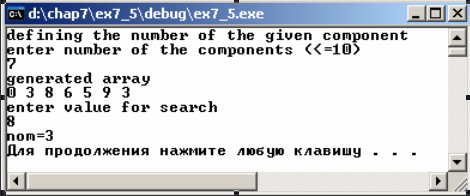 d:\chap7\ex7_5\debug\ex7_5.exe
defining the number of the given component
enter number of the components (<=10)
7
generated array
0 3 8 6 5 9 3
enter value for search
8
nom=3
Для продолжения нажмите любую клавишу . . .